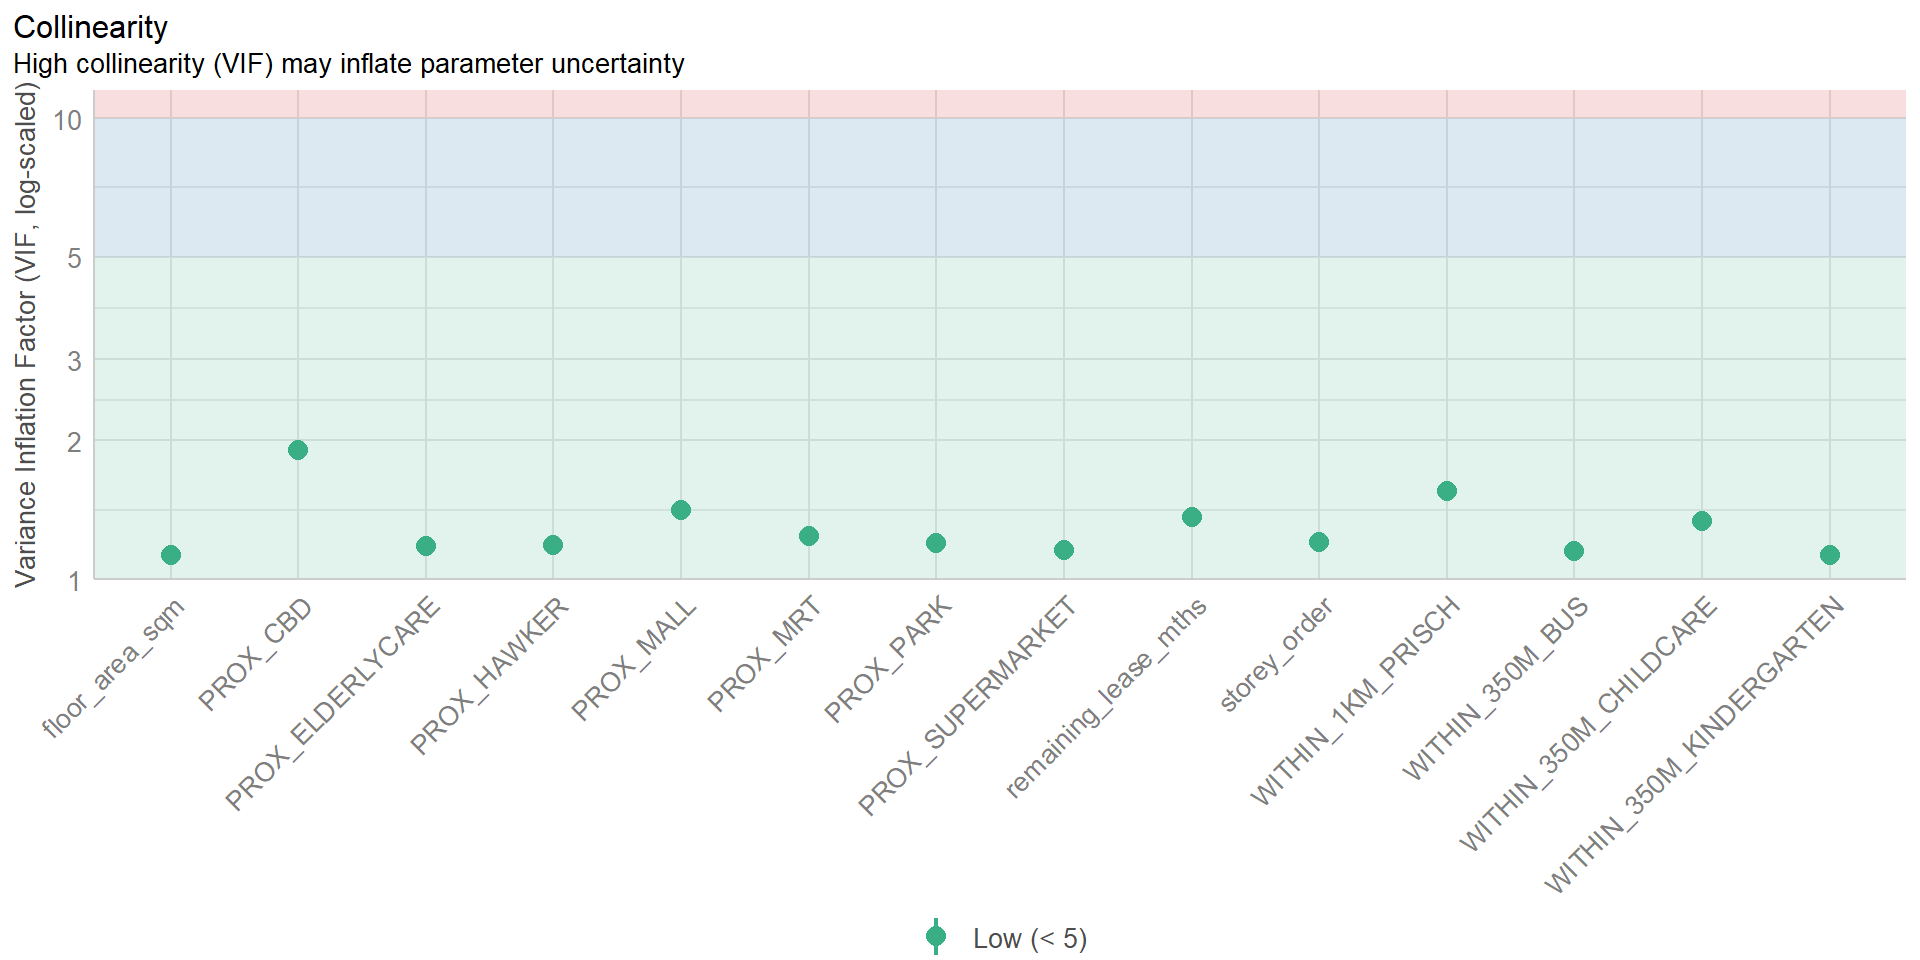 Collinearity
High collinearity (VIF) may inflate parameter uncertainty
Variance Inflation Factor (VIF, log-scaled)
10
5
3
2
1
floor_area_sqm
PROX_CBD
PROX_ELDERLYCARE
PROX_HAWKER
PROX_MALL
PROX_MRT
PROX_PARK
PROX_SUPERMARKET
remaining_lease_mths
storey_order
WITHIN_1KM_PRISCH
WITHIN_350M_BUS
WITHIN_350M_CHILDCARE
WITHIN_350M_KINDERGARTEN
Low (< 5)